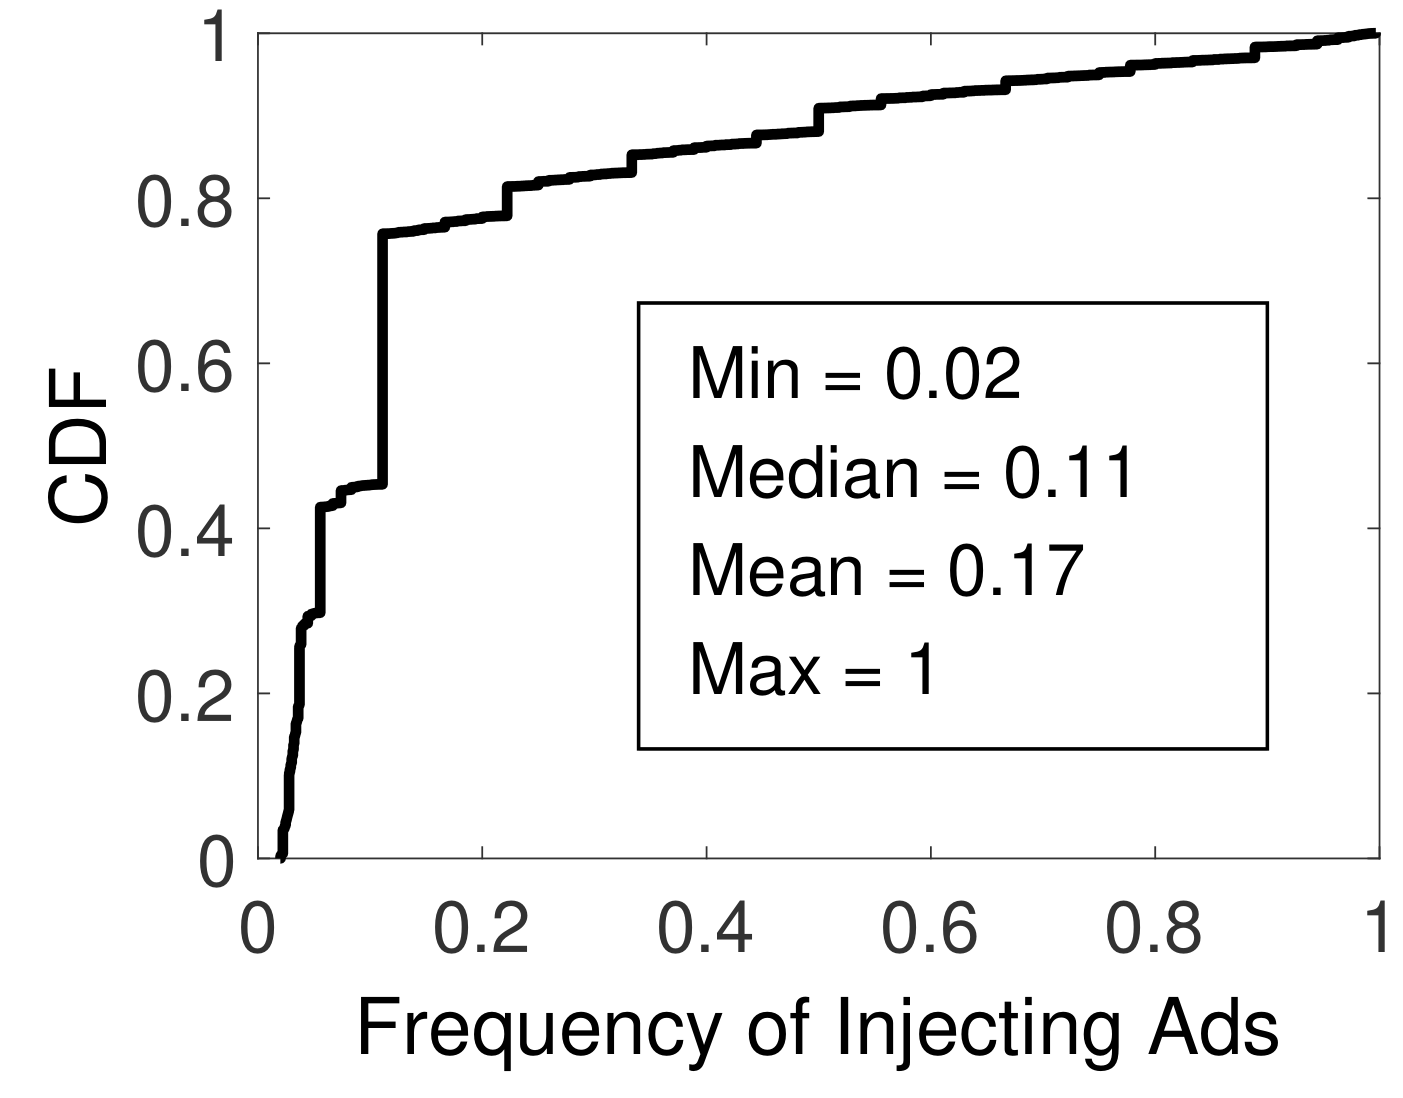 1
0.8
0.6
0.4
0.2
0
CDF
Min = 0.02
Median = 0.11
Mean = 0.17
Max = 1
0 0.2 0.4 0.6 0.8 1
Frequency of Injecting Ads